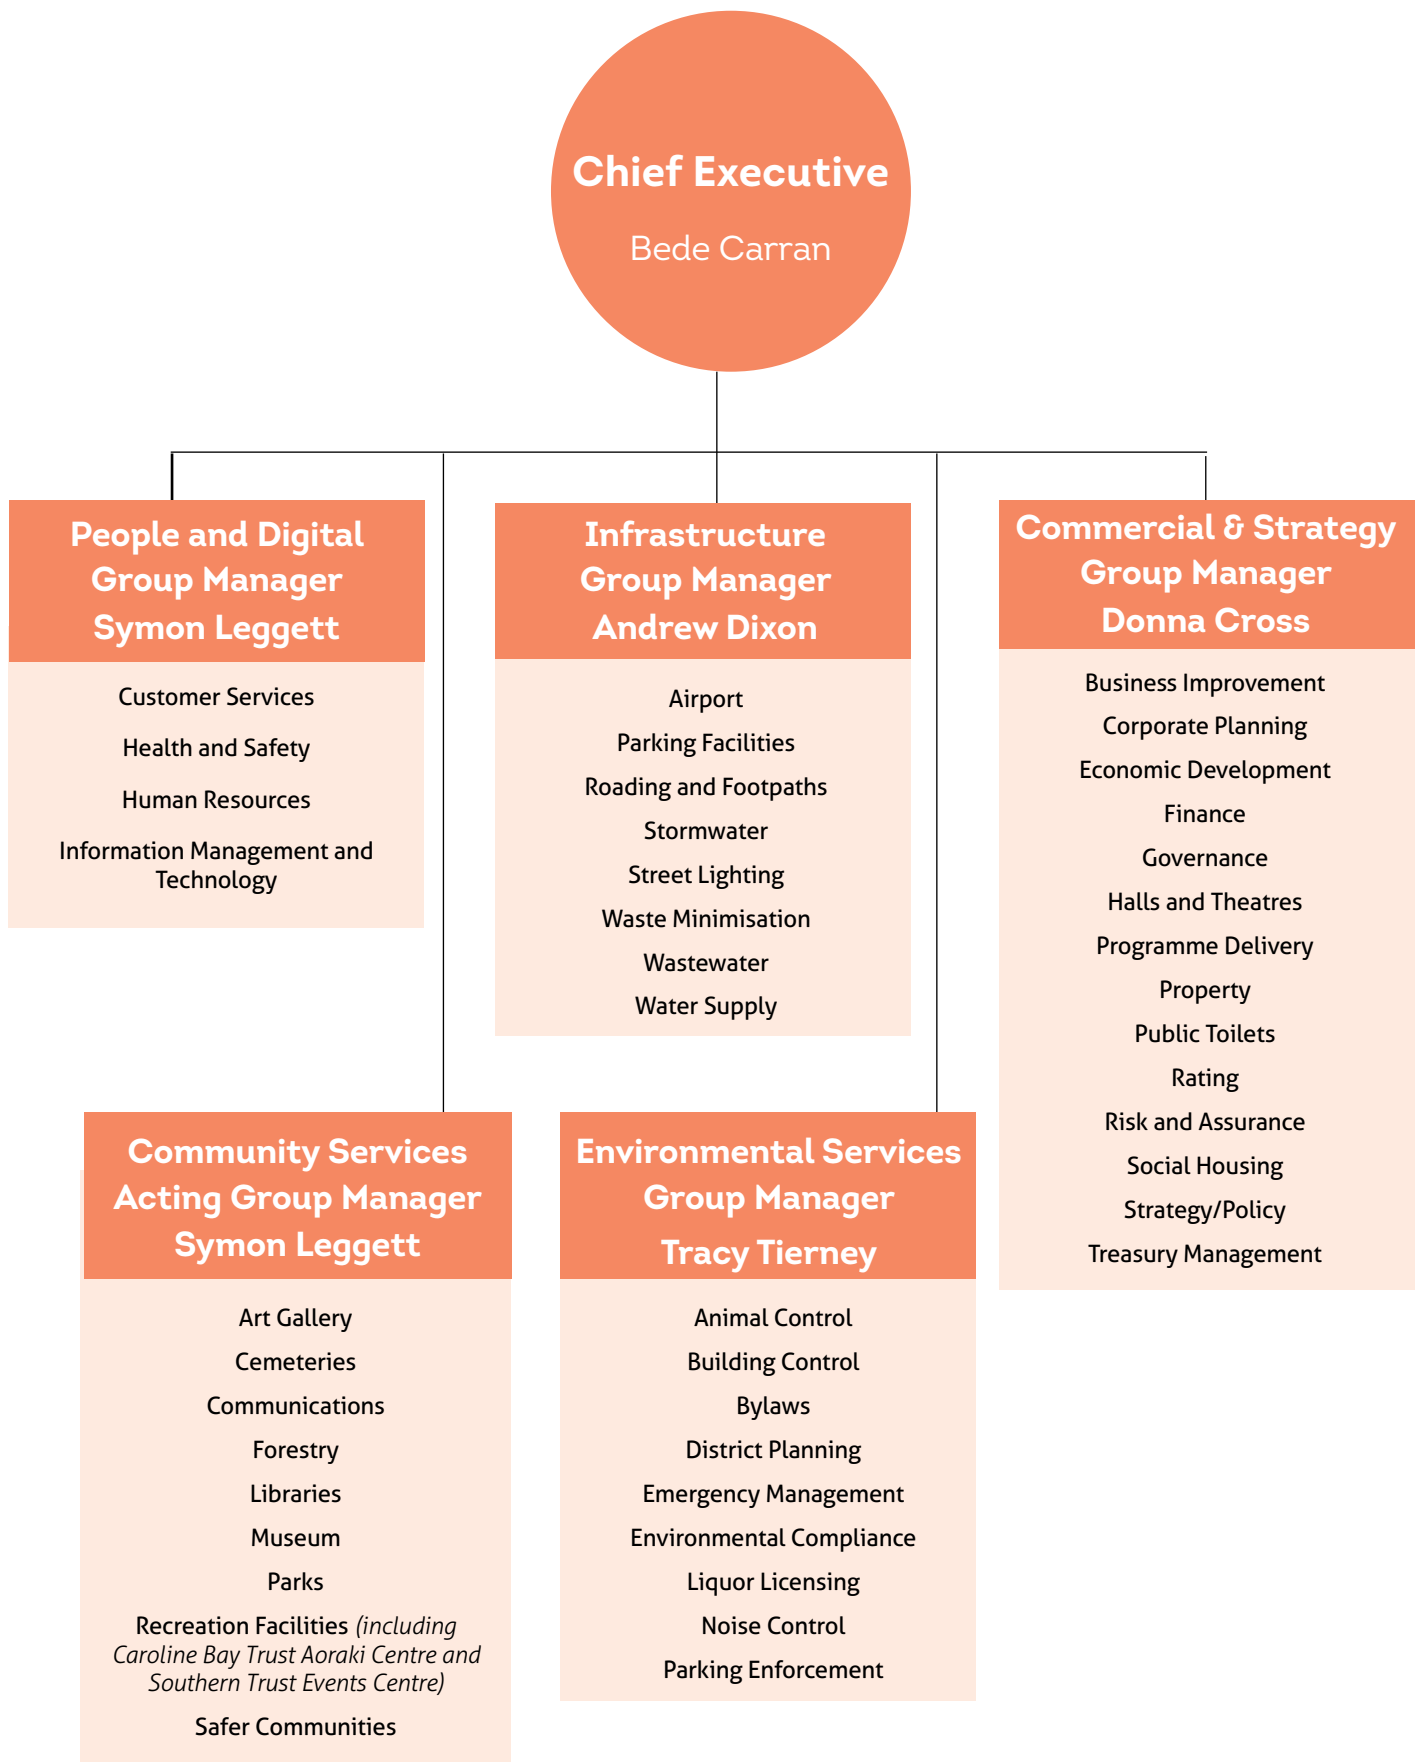 Chief Executive
Bede Carran
People and Digital
Group Manager
Symon Leggett
Customer Services
Health and Safety
Human Resources
Information Management and
Technology
Infrastructure
Group Manager
Andrew Dixon
Airport
Parking Facilities
Roading and Footpaths
Stormwater
Street Lighting
Waste Minimisation
Wastewater
Water Supply
Commercial & Strategy
Group Manager
Donna Cross
Business Improvement
Corporate Planning
Economic Development
Finance
Governance
Halls and Theatres
Programme Delivery
Property
Public Toilets
Rating
Risk and Assurance
Social Housing
Strategy/Policy
Treasury Management
Community Services
Acting Group Manager
Symon Leggett
Art Gallery
Cemeteries
Communications
Forestry
Libraries
Museum
Parks
Recreation Facilities (including
Caroline Bay Trust Aoraki Centre and
Southern Trust Events Centre)
Safer Communities
Environmental Services
Group Manager
Tracy Tierney
Animal Control
Building Control
Bylaws
District Planning
Emergency Management
Environmental Compliance
Liquor Licensing
Noise Control
Parking Enforcement